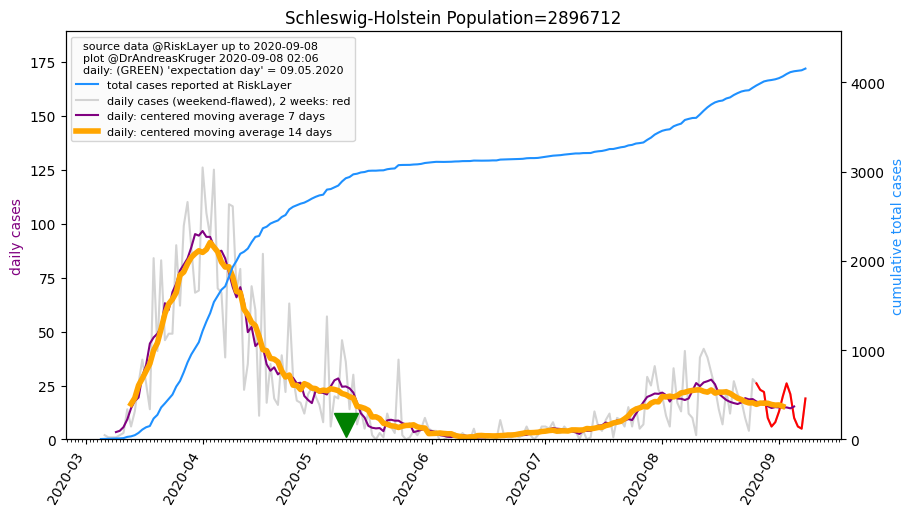 Schleswig-Holstein Population=2896712
source data @RiskLayer up to 2020-09-08
plot @DrAndreasKruger 2020-09-08 02:06
daily: (GREEN) 'expectation day' = 09.05.2020
total cases reported at RiskLayer
daily cases (weekend-flawed), 2 weeks: red
daily: centered moving average 7 days
daily: centered moving average 14 days
daily cases
175
150
125
100
75
50
25
0
cumulative total cases
4000
3000
2000
1000
0
2020-03
2020-04
2020-05
2020-06
2020-07
2020-08
2020-09